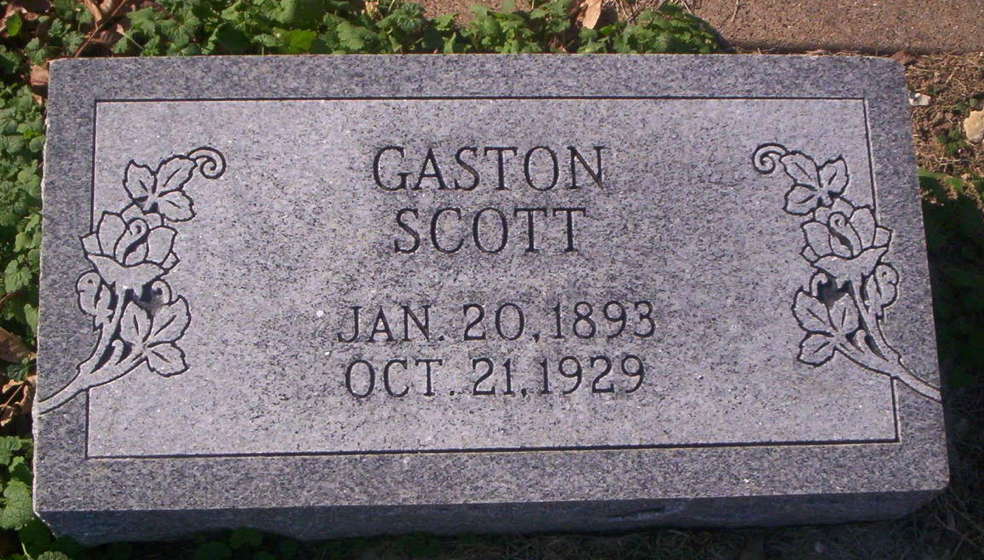 GASTON
SCOTT
JAN. 20, 1893
OCT. 21, 1929